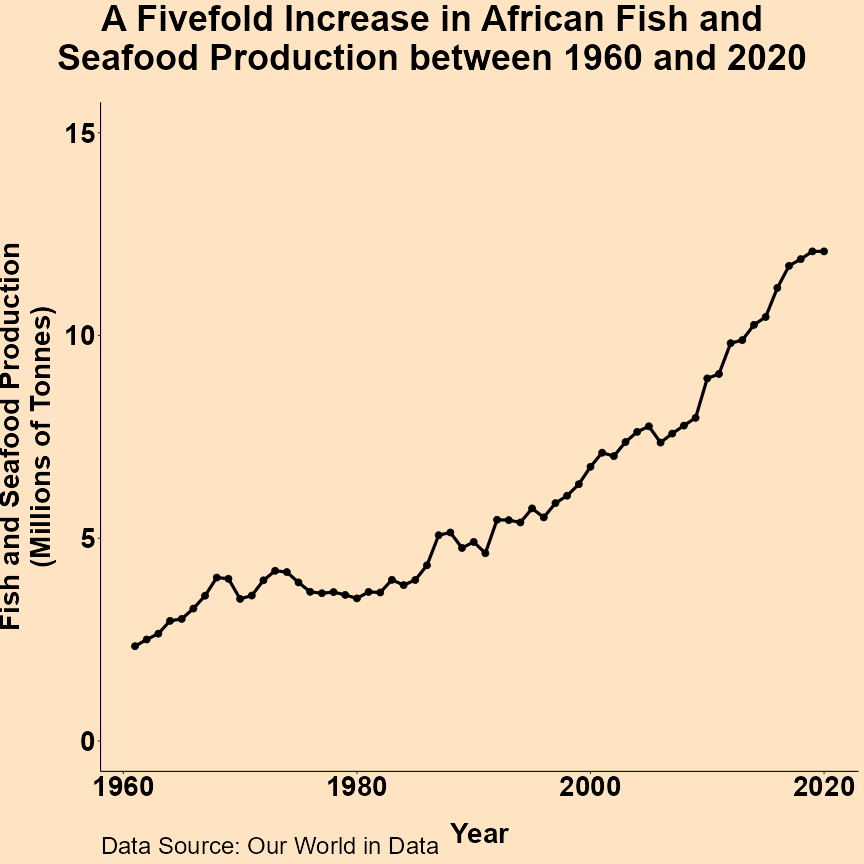 A Fivefold Increase in African Fish and
Seafood Production between 1960 and 2020
Fish and Seafood Production
(Millions of Tonnes)
15
10
5
0
1960
1980
2000
2020
Year
Data Source: Our World in Data